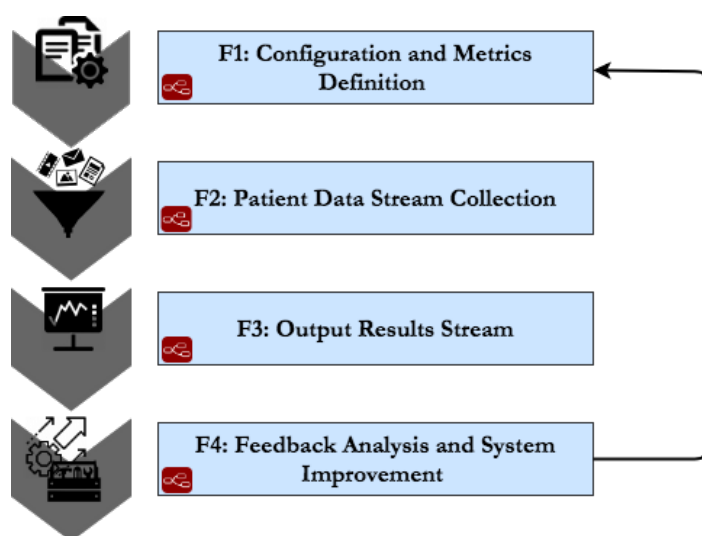 F1: Configuration and Metrics
Definition
F2: Patient Data Stream Collection
F3: Output Results Stream
F4: Feedback Analysis and System
Improvement